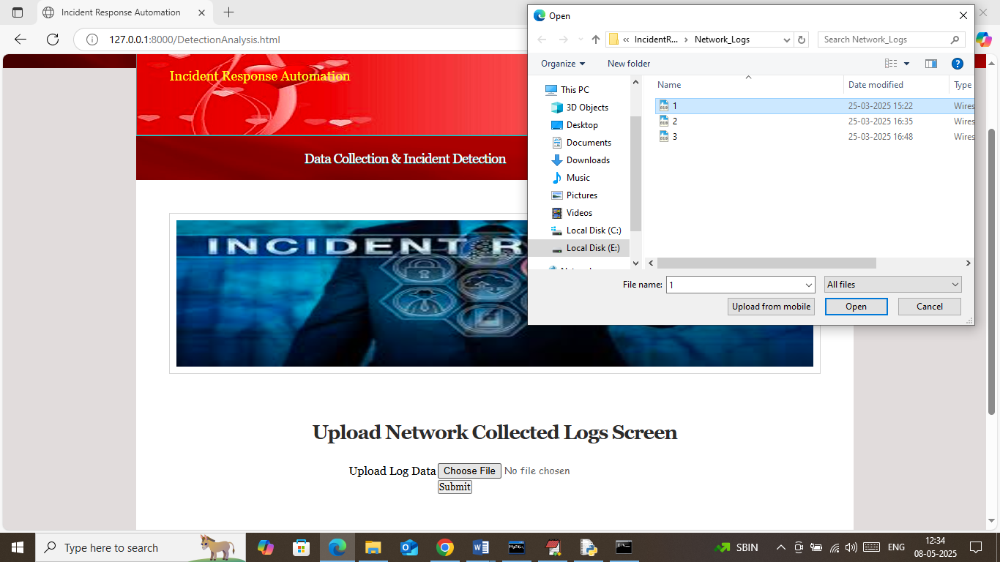 Incident Response Automation
127.0.0.1:8000/DetectionAnalysis.html
Incident Response Automation
Data Collection & Incident Detection
INCIDENT R
Upload Network Collected Logs Screen
Upload Log Data Choose File No file chosen
Submit
Open
« IncidentR... › Network_Logs
Search Network_Logs
Organize
New folder
This PC
3D Objects
Desktop
Documents
Downloads
Music
Pictures
Videos
Local Disk (C:)
Local Disk (E:)
Name Date modified Type
1 25-03-2025 15:22 Wires
2 25-03-2025 16:35 Wires
3 25-03-2025 16:48 Wires
File name: 1 All files
Upload from mobile Open Cancel
Type here to search
SBIN
ENG
12:34
08-05-2025